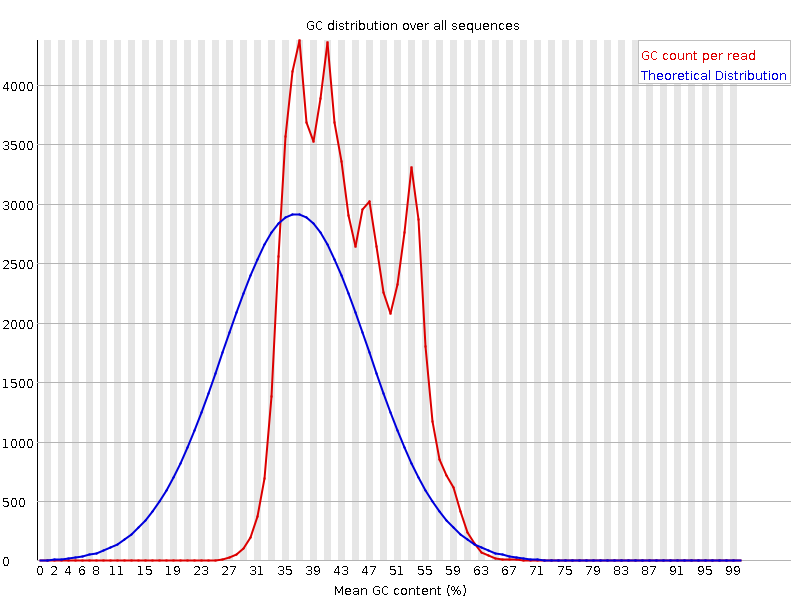 GC distribution over all sequences
GC count per read
Theoretical Distribution
4000
3500
3000
2500
2000
1500
1000
500
0
0 2 4 6 8 11 15 19 23 27 31 35 39 43 47 51 55 59 63 67 71 75 79 83 87 91 95 99
Mean GC content (%)